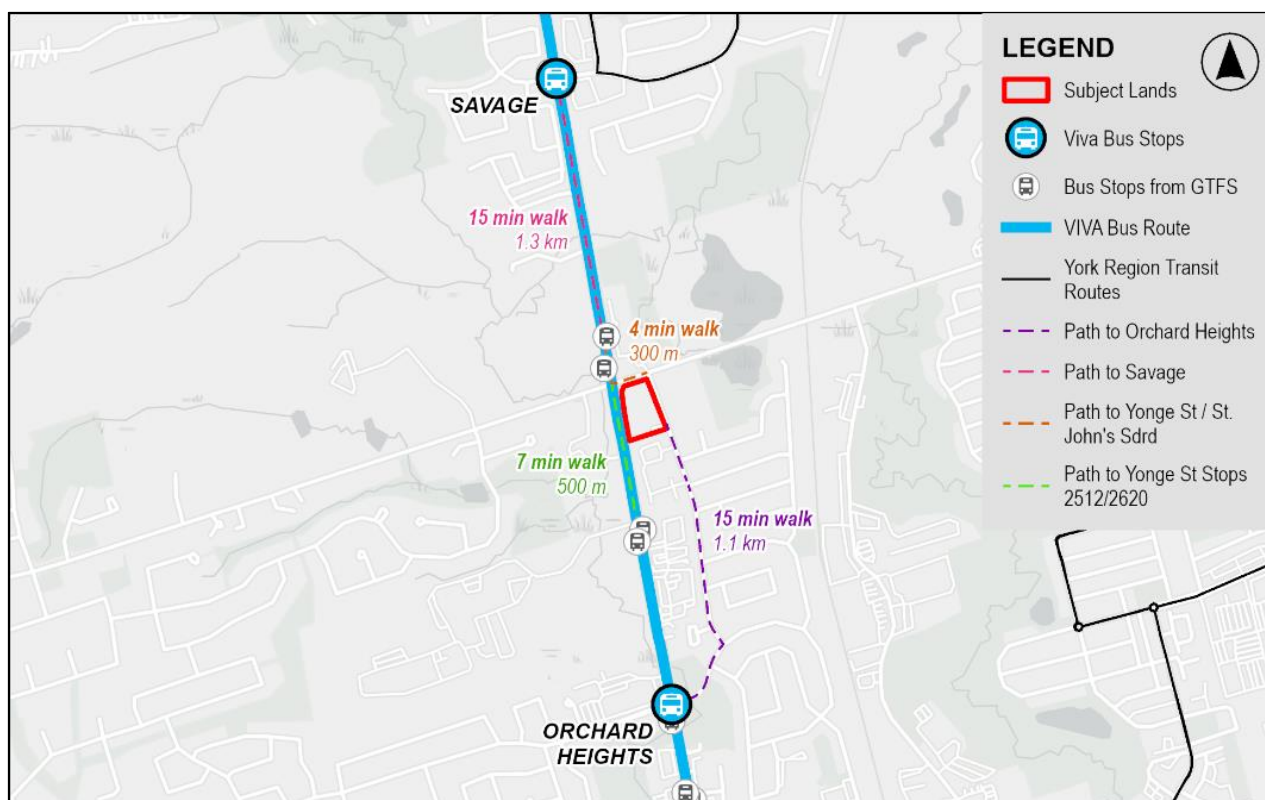 SAVAGE
15 min walk
1.3 km
4 min walk
300 m
7 min walk
500 m
15 min walk
1.1 km
ORCHARD
HEIGHTS
LEGEND
Subject Lands
Viva Bus Stops
Bus Stops from GTFS
VIVA Bus Route
York Region Transit
Routes
Path to Orchard Heights
Path to Savage
Path to Yonge St / St.
John's Sdrd
Path to Yonge St Stops
2512/2620